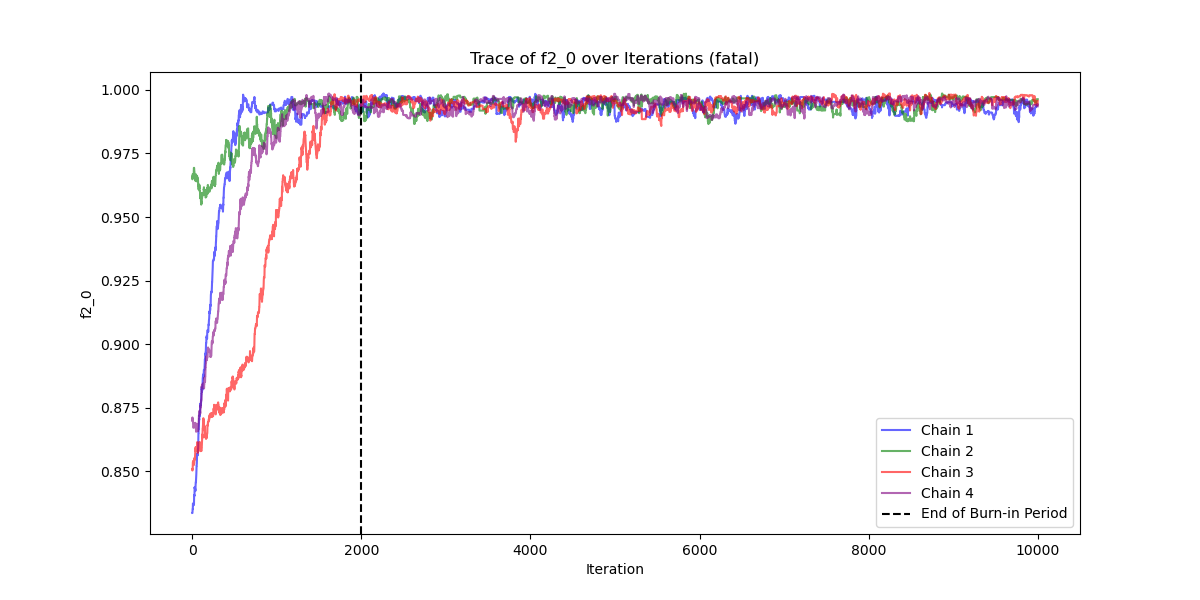 Trace of f2_0 over Iterations (fatal)
1.000
0.975
0.950
0.925
0.900
0.875
0.850
f2_0
0
2000
4000
6000
8000
10000
Iteration
Chain 1
Chain 2
Chain 3
Chain 4
End of Burn-in Period